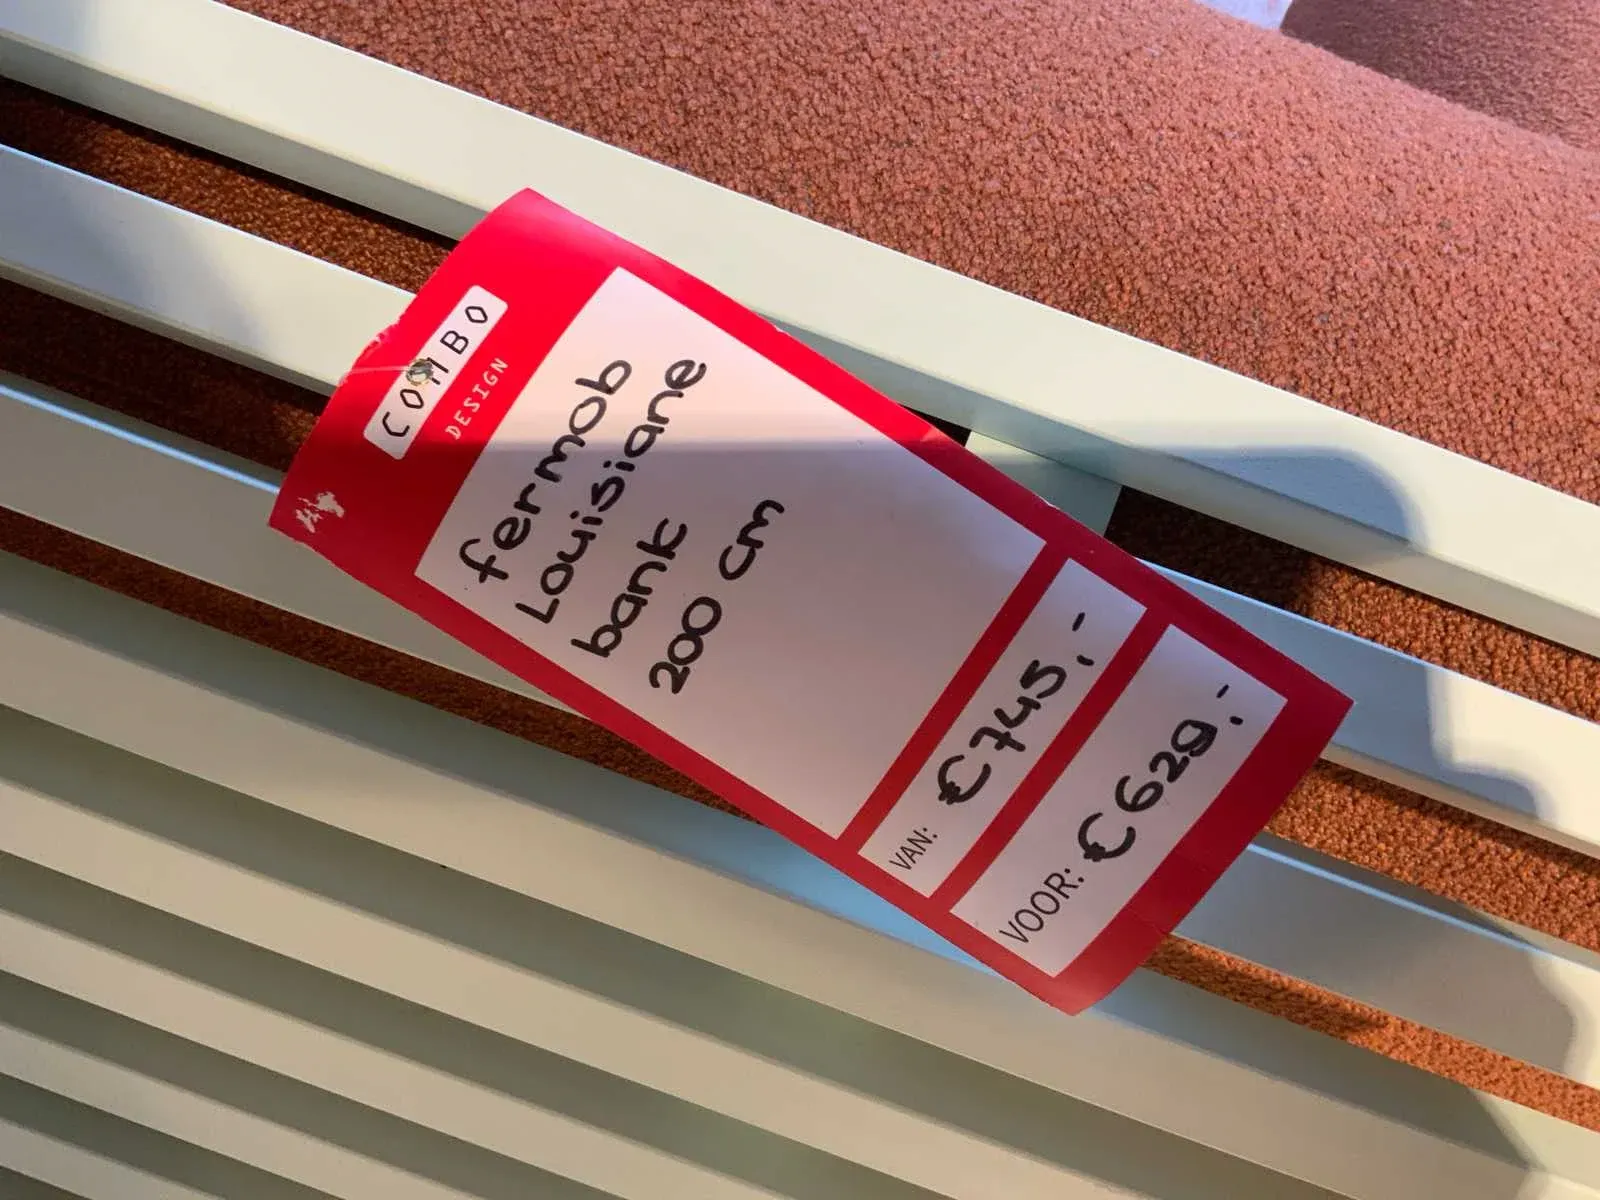 COMBO
DESIGN
fermob
Louisiane
bank
200 cm
VAN: €745,-
VOOR: €629,-